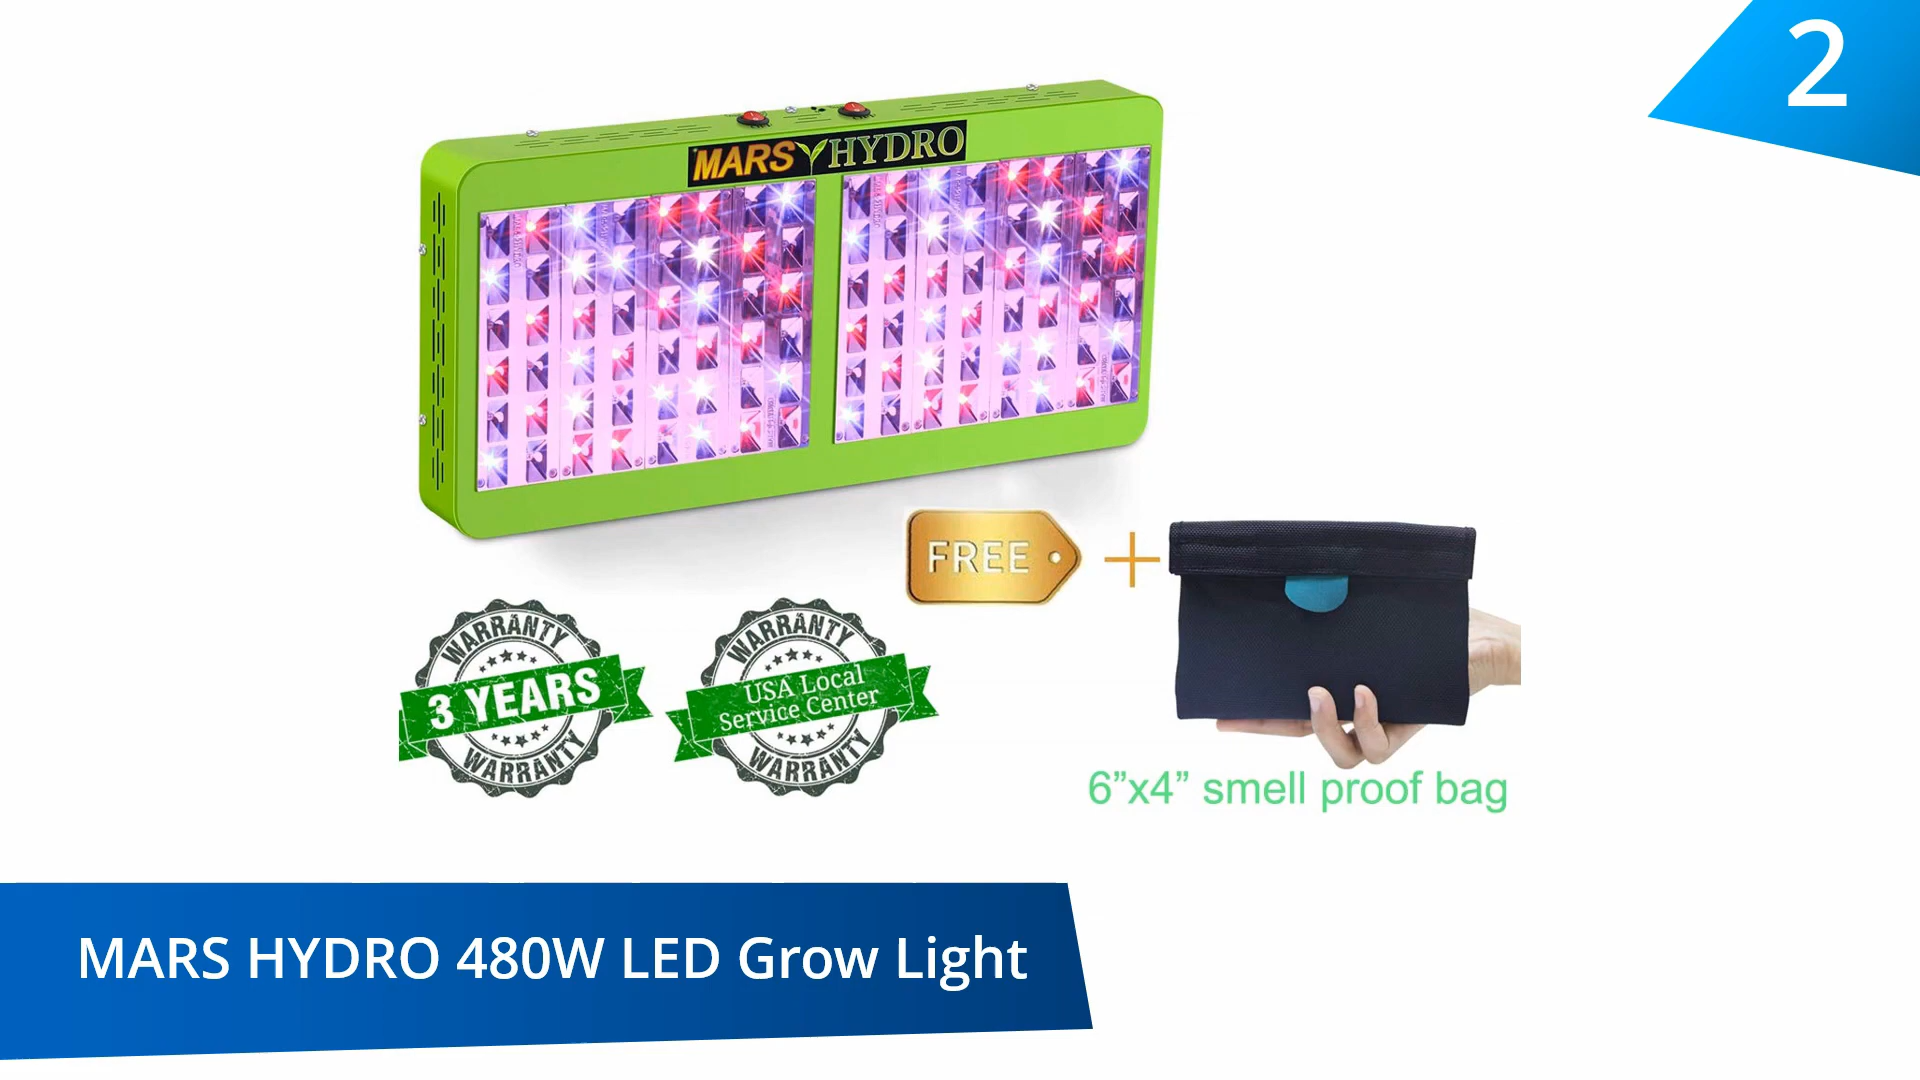 2
MARS HYDRO
FREE
WARRANTY
3 YEARS
WARRANTY
WARRANTY
USA Local
Service Center
WARRANTY
6”x4” smell proof bag
MARS HYDRO 480W LED Grow Light